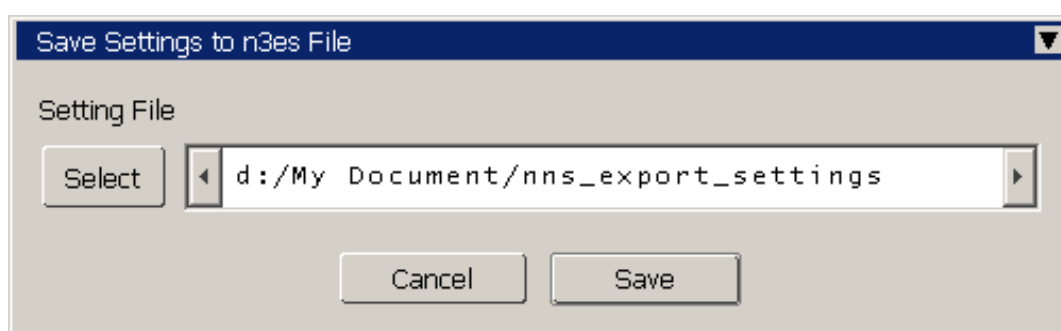 Save Settings to n3es File
Setting File
Select d:/My Document/nns_export_settings
Cancel Save